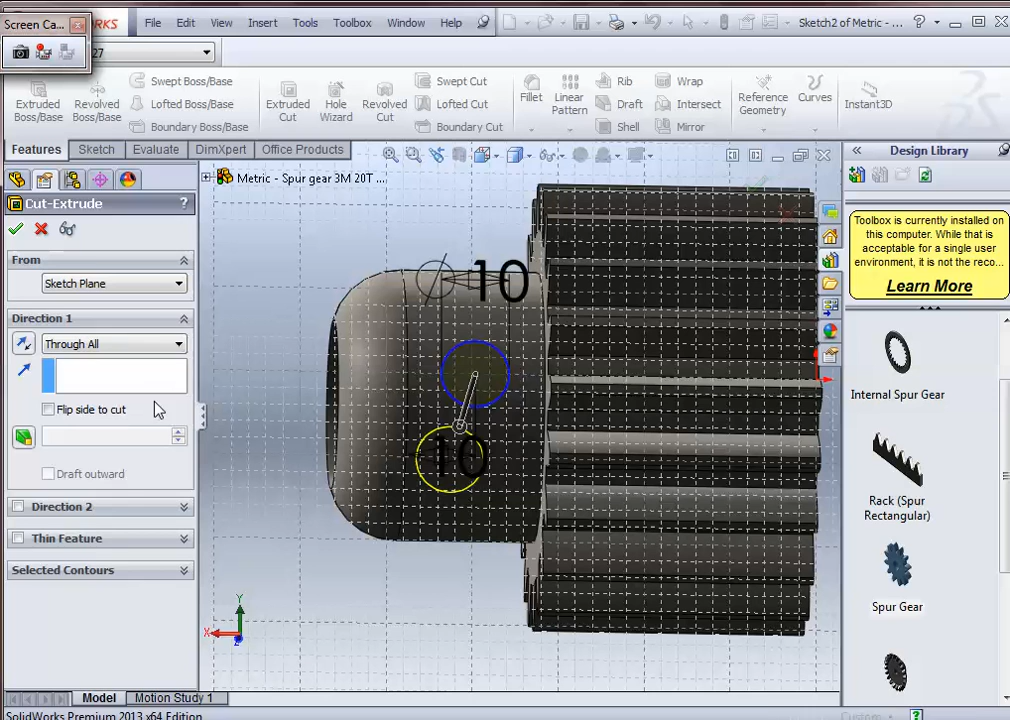 Screen Ca...
RKS
File Edit View Insert Tools Toolbox Window Help
Sketch2 of Metric - ...
27
Extruded Boss/Base
Revolved Boss/Base
Swept Boss/Base
Lofted Boss/Base
Boundary Boss/Base
Extruded Cut
Hole Wizard
Revolved Cut
Swept Cut
Lofted Cut
Boundary Cut
Fillet
Linear Pattern
Rib
Draft
Shell
Wrap
Intersect
Mirror
Reference Geometry
Curves
Instant3D
Features Sketch Evaluate DimXpert Office Products
Cut-Extrude ?
From
Sketch Plane
Direction 1
Through All
Flip side to cut
Draft outward
Direction 2
Thin Feature
Selected Contours
Metric - Spur gear 3M 20T ...
10
10
Y
X
Z
Design Library
Toolbox is currently installed on
this computer. While that is
acceptable for a single user
environment, it is not the reco...
Learn More
Internal Spur Gear
Rack (Spur
Rectangular)
Spur Gear
Model Motion Study 1
SolidWorks Premium 2013 x64 Edition
Custom